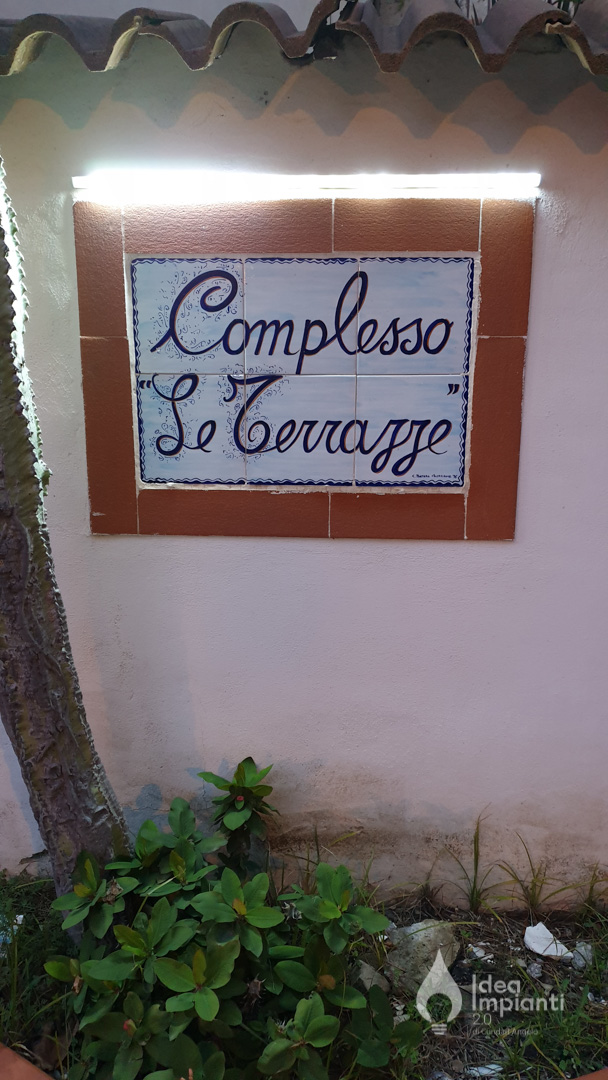 Complesso
"Le Terrazze"
Idea
Impianti
2.0